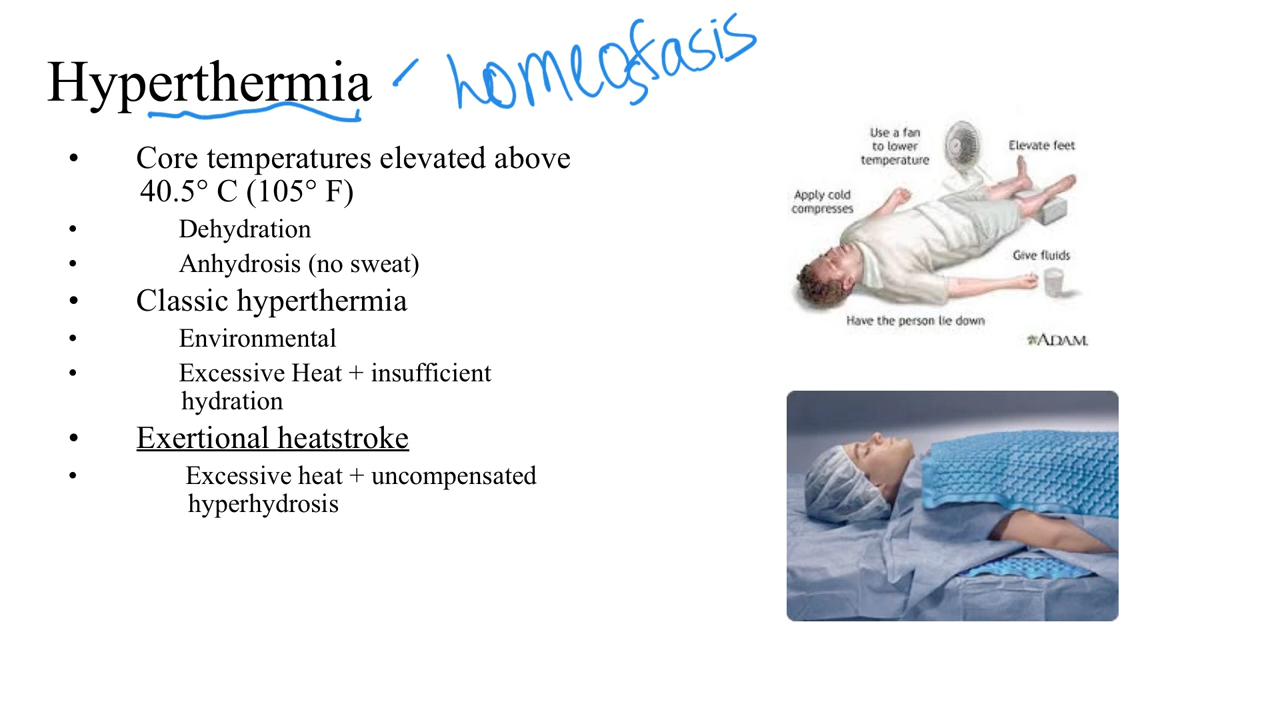 Hyperthermia - homeostasis
• Core temperatures elevated above
40.5° C (105° F)
• Dehydration
• Anhydrosis (no sweat)
• Classic hyperthermia
• Environmental
• Excessive Heat + insufficient
hydration
• Exertional heatstroke
• Excessive heat + uncompensated
hyperhydrosis
Use a fan
to lower
temperature
Elevate feet
Apply cold
compresses
Give fluids
Have the person lie down
ADAM.